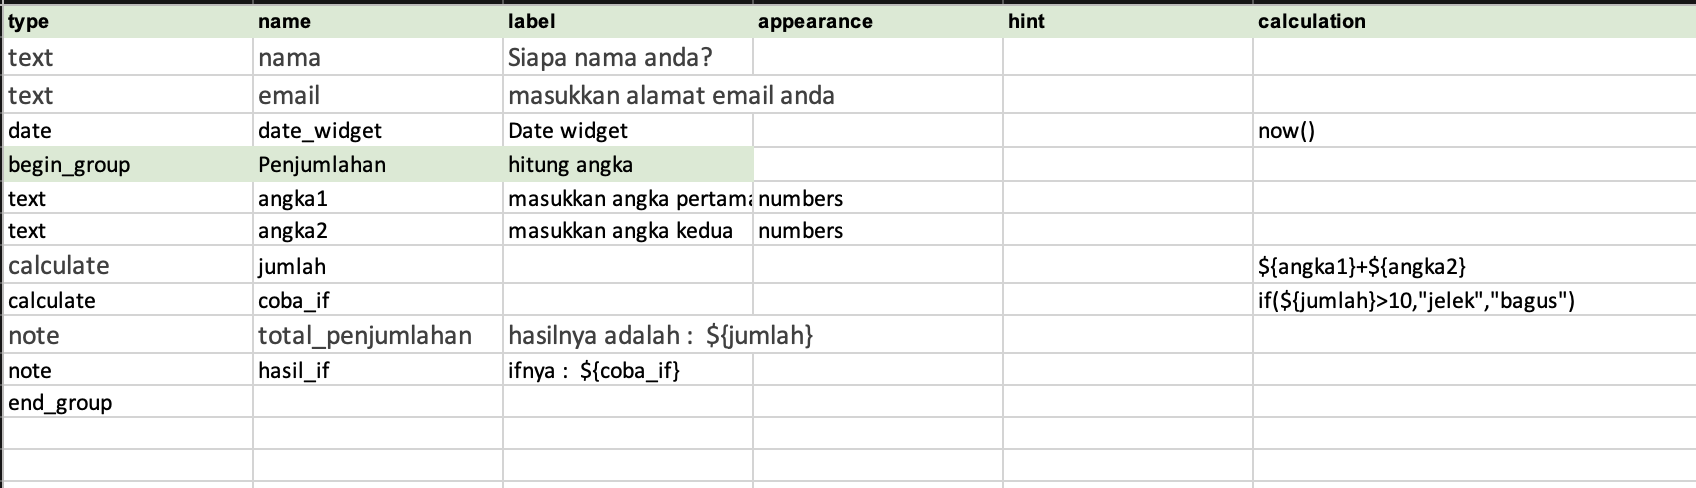 type name label appearance hint calculation
text nama Siapa nama anda?
text email masukkan alamat email anda
date date_widget Date widget now()
begin_group Penjumlahan hitung angka
text angka1 masukkan angka pertama numbers
text angka2 masukkan angka kedua numbers
calculate jumlah ${angka1}+${angka2}
calculate coba_if if(${jumlah}>10,"jelek","bagus")
note total_penjumlahan hasilnya adalah : ${jumlah}
note hasil_if ifnya : ${coba_if}
end_group